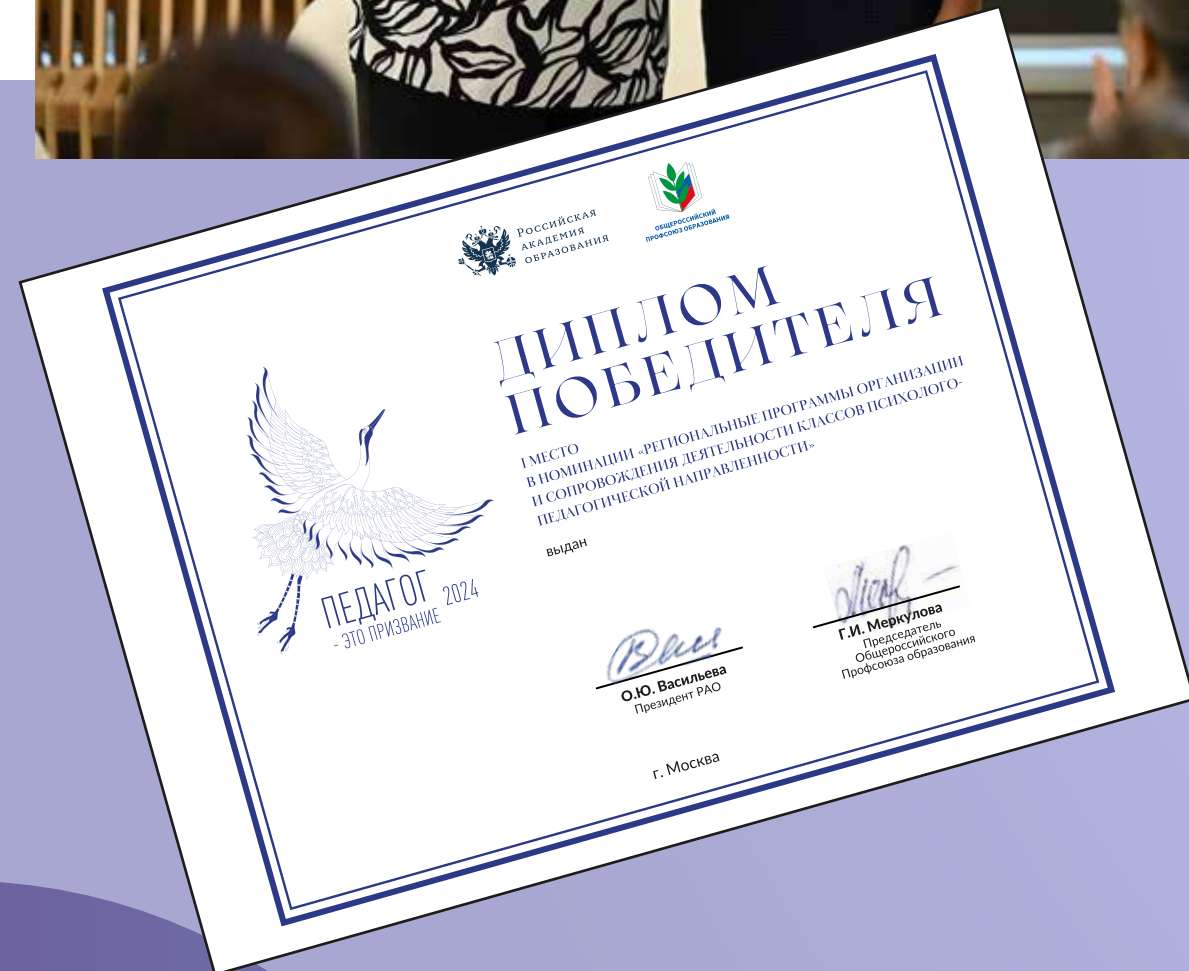 РОССИЙСКАЯ
АКАДЕМИЯ
ОБРАЗОВАНИЯ
ОБЩЕРОССИЙСКИЙ
ПРОФСОЮЗ ОБРАЗОВАНИЯ
ДИПЛОМ
ПОБЕДИТЕЛЯ
I МЕСТО
В НОМИНАЦИИ «РЕГИОНАЛЬНЫЕ ПРОГРАММЫ ОРГАНИЗАЦИИ
И СОПРОВОЖДЕНИЯ ДЕЯТЕЛЬНОСТИ КЛАССОВ ПСИХОЛОГО-
ПЕДАГОГИЧЕСКОЙ НАПРАВЛЕННОСТИ»
выдан
ПЕДАГОГ 2024
- ЭТО ПРИЗВАНИЕ
О.Ю. Васильева
Президент РАО
Г.И. Меркулова
Председатель
Общероссийского
Профсоюза образования
г. Москва